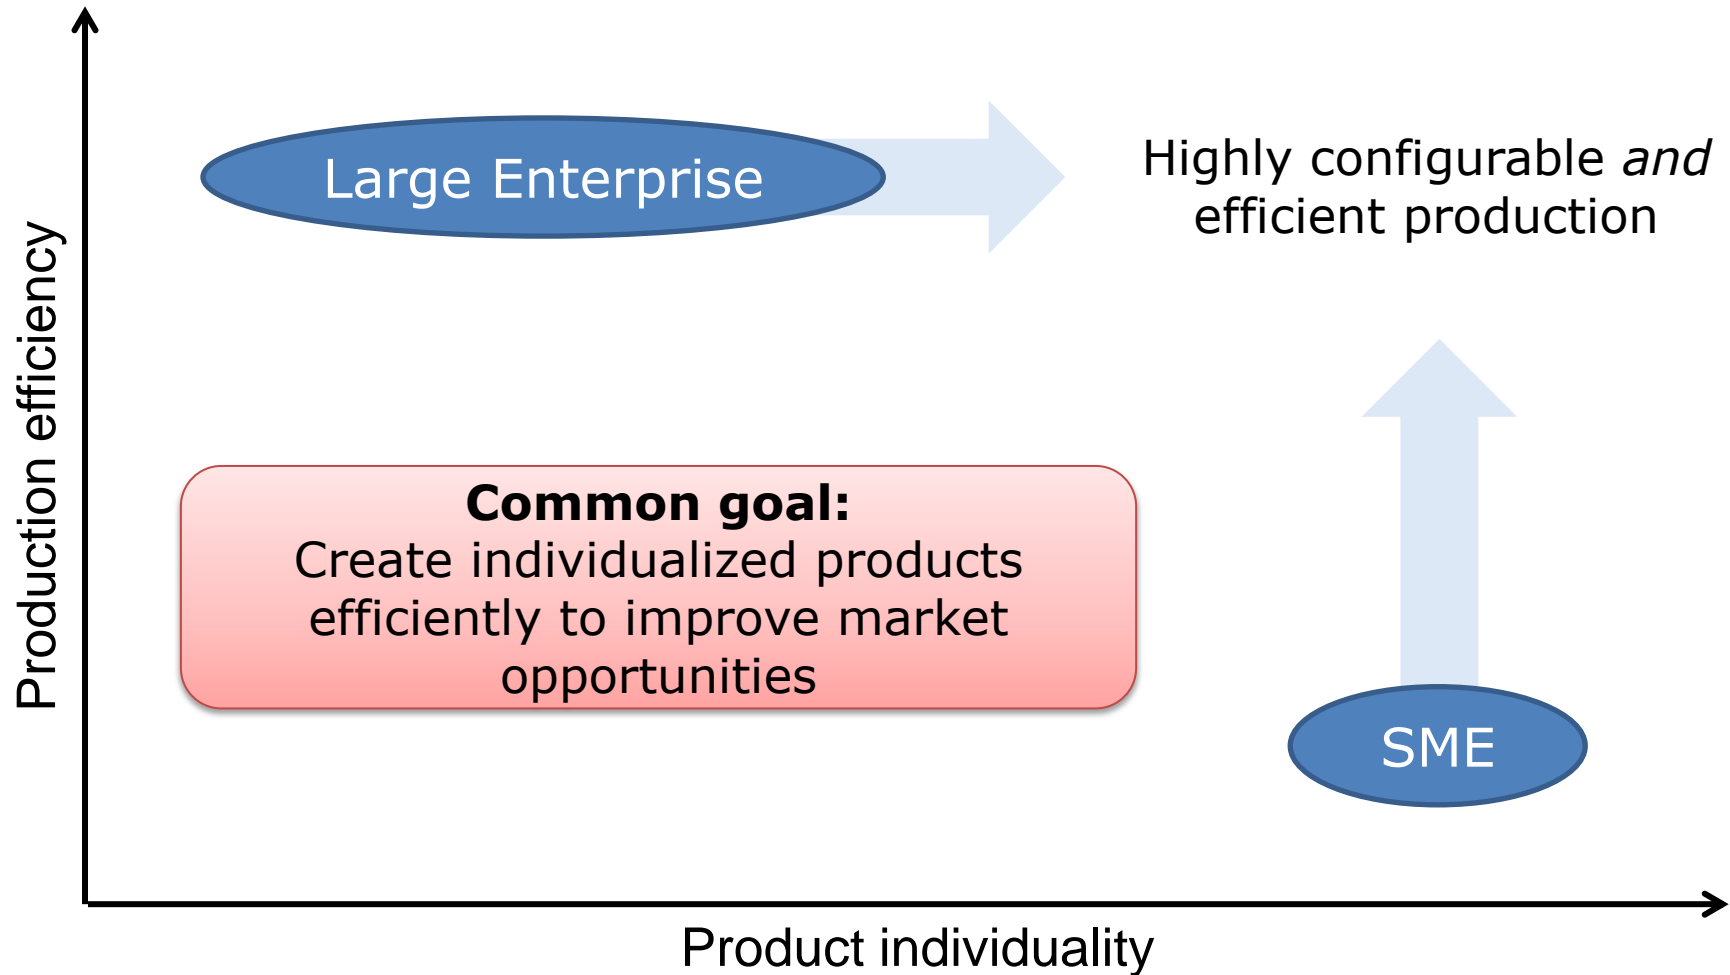 Production efficiency
Large Enterprise
Highly configurable and
efficient production
Common goal:
Create individualized products
efficiently to improve market
opportunities
SME
Product individuality